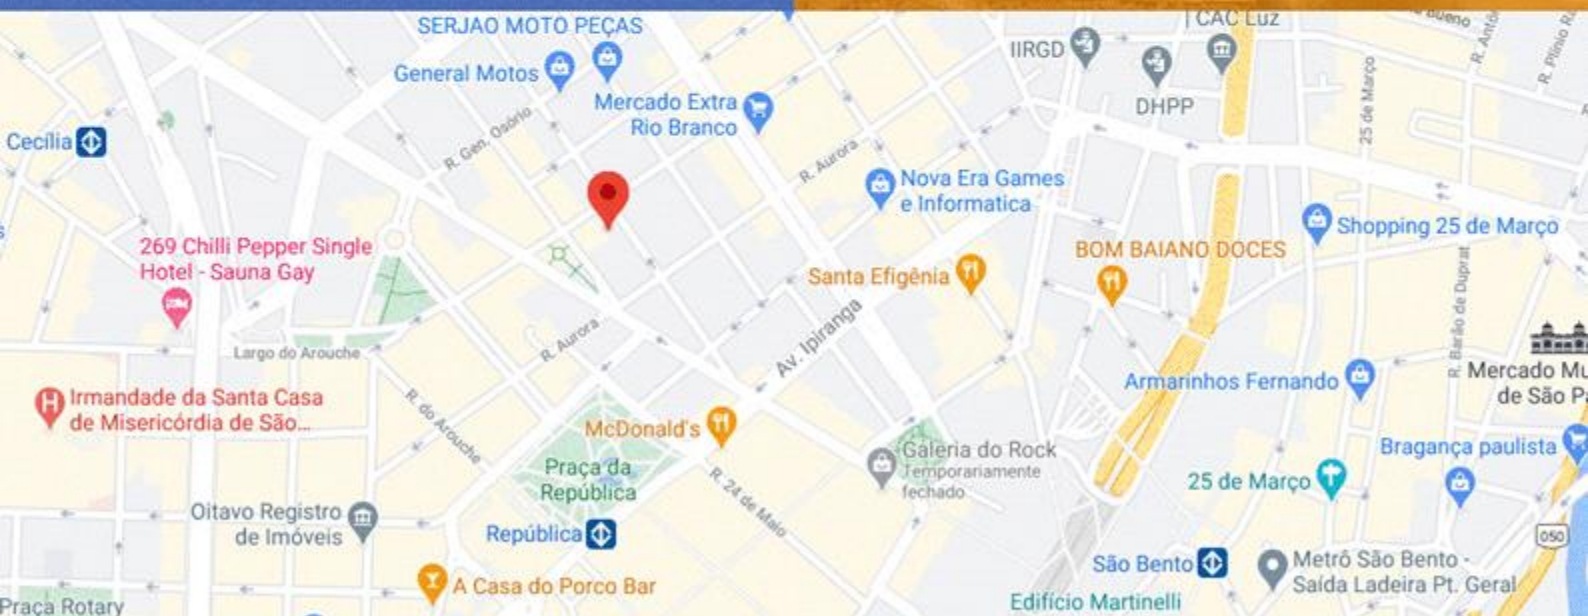 SERJAO MOTO PEÇAS
General Motos
Mercado Extra
Rio Branco
IIRGD
CAC Luz
DHPP
Bueno
R. Plínio R
25 de Março
Cecília
R. Gen. Osório
R. Aurora
Nova Era Games
e Informatica
Shopping 25 de Março
269 Chilli Pepper Single
Hotel - Sauna Gay
BOM BAIANO DOCES
Santa Efigênia
R. Barão de Duprat
Av. Ipiranga
R. Aurora
Largo do Arouche
Mercado Mu
de São Pa
Armarinhos Fernando
Irmandade da Santa Casa
de Misericórdia de São...
R. do Arouche
McDonald's
Galeria do Rock
Temporariamente
fechado
Bragança paulista
Praça da
República
R. 24 de Maio
25 de Março
Oitavo Registro
de Imóveis
República
050
São Bento
Metrô São Bento -
Saída Ladeira Pt. Geral
A Casa do Porco Bar
Edifício Martinelli
Praça Rotary